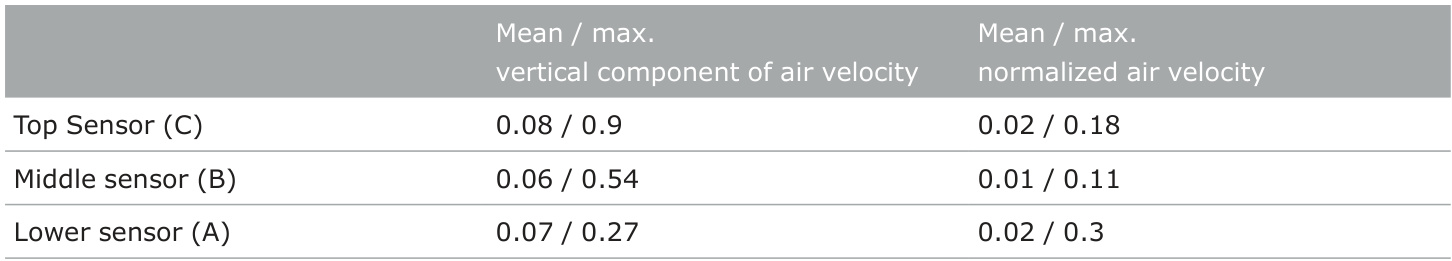 Mean / max.
vertical component of air velocity
Mean / max.
normalized air velocity
Top Sensor (C) 0.08 / 0.9 0.02 / 0.18
Middle sensor (B) 0.06 / 0.54 0.01 / 0.11
Lower sensor (A) 0.07 / 0.27 0.02 / 0.3